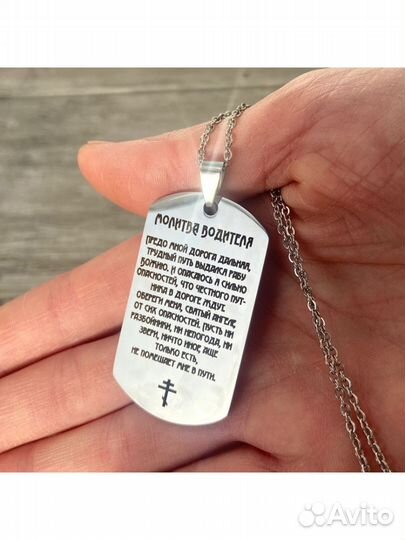 МОЛИТВА ВОДИТЕЛЯ
ПРЕДО МНОЙ ДОРОГА ДАЛЬНЯЯ,
ТРУДНЫЙ ПУТЬ ВЫДАЛСЯ РАБУ
БОЖИЮ. И ОПАСАЮСЬ Я СИЛЬНО
ОПАСНОСТЕЙ, ЧТО ЧЕСТНОГО ПУТ-
НИКА В ДОРОГЕ ЖДУТ.
ОБЕРЕГИ МЕНЯ, СВЯТЫЙ АНГЕЛЕ
ОТ СИХ ОПАСНОСТЕЙ. ПУСТЬ НИ
РАЗБОЙНИКИ, НИ НЕПОГОДА, НИ
ЗВЕРИ, НИЧТО ИНОЕ АЩЕ
ТОЛЬКО ЕСТЬ,
НЕ ПОМЕШАЕТ МНЕ В ПУТИ.
Avito